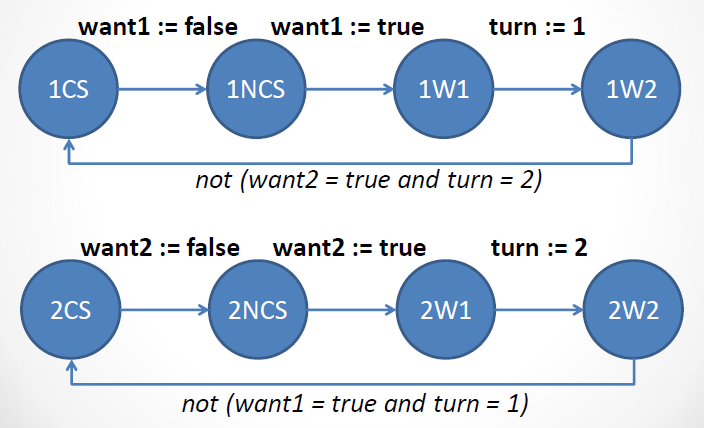 want1 := false want1 := true turn := 1
1CS 1NCS 1W1 1W2
not (want2 = true and turn = 2)
want2 := false want2 := true turn := 2
2CS 2NCS 2W1 2W2
not (want1 = true and turn = 1)